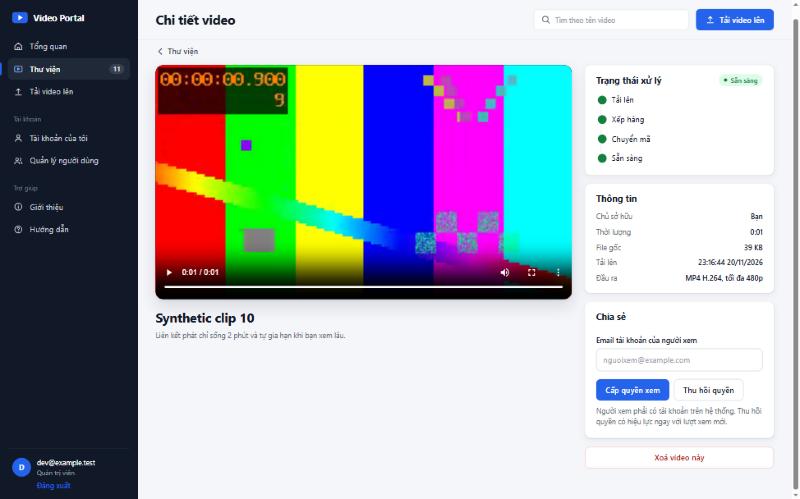 Video Portal
Tổng quan
Thư viện 11
Tải video lên
Tài khoản
Tài khoản của tôi
Quản lý người dùng
Trợ giúp
Giới thiệu
Hướng dẫn
D
dev@example.test
Quản trị viên
Đăng xuất
Chi tiết video
Tìm theo tên video
Tải video lên
Thư viện
00:00:00.900
9
0:01 / 0:01
Synthetic clip 10
Liên kết phát chỉ sống 2 phút và tự gia hạn khi bạn xem lâu.
Trạng thái xử lý
Sẵn sàng
Tải lên
Xếp hàng
Chuyển mã
Sẵn sàng
Thông tin
Chủ sở hữu Bạn
Thời lượng 0:01
File gốc 39 KB
Tải lên 23:16:44 20/11/2026
Đầu ra MP4 H.264, tối đa 480p
Chia sẻ
Email tài khoản của người xem
nguoixem@example.com
Cấp quyền xem
Thu hồi quyền
Người xem phải có tài khoản trên hệ thống. Thu hồi
quyền có hiệu lực ngay với lượt xem mới.
Xoá video này